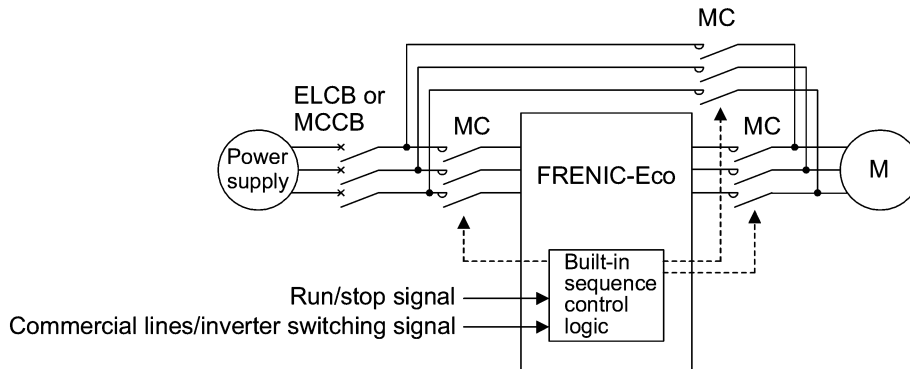 MC
ELCB or
MCCB
MC
MC
Power
supply
FRENIC-Eco
M
Built-in
sequence
control
logic
Run/stop signal
Commercial lines/inverter switching signal